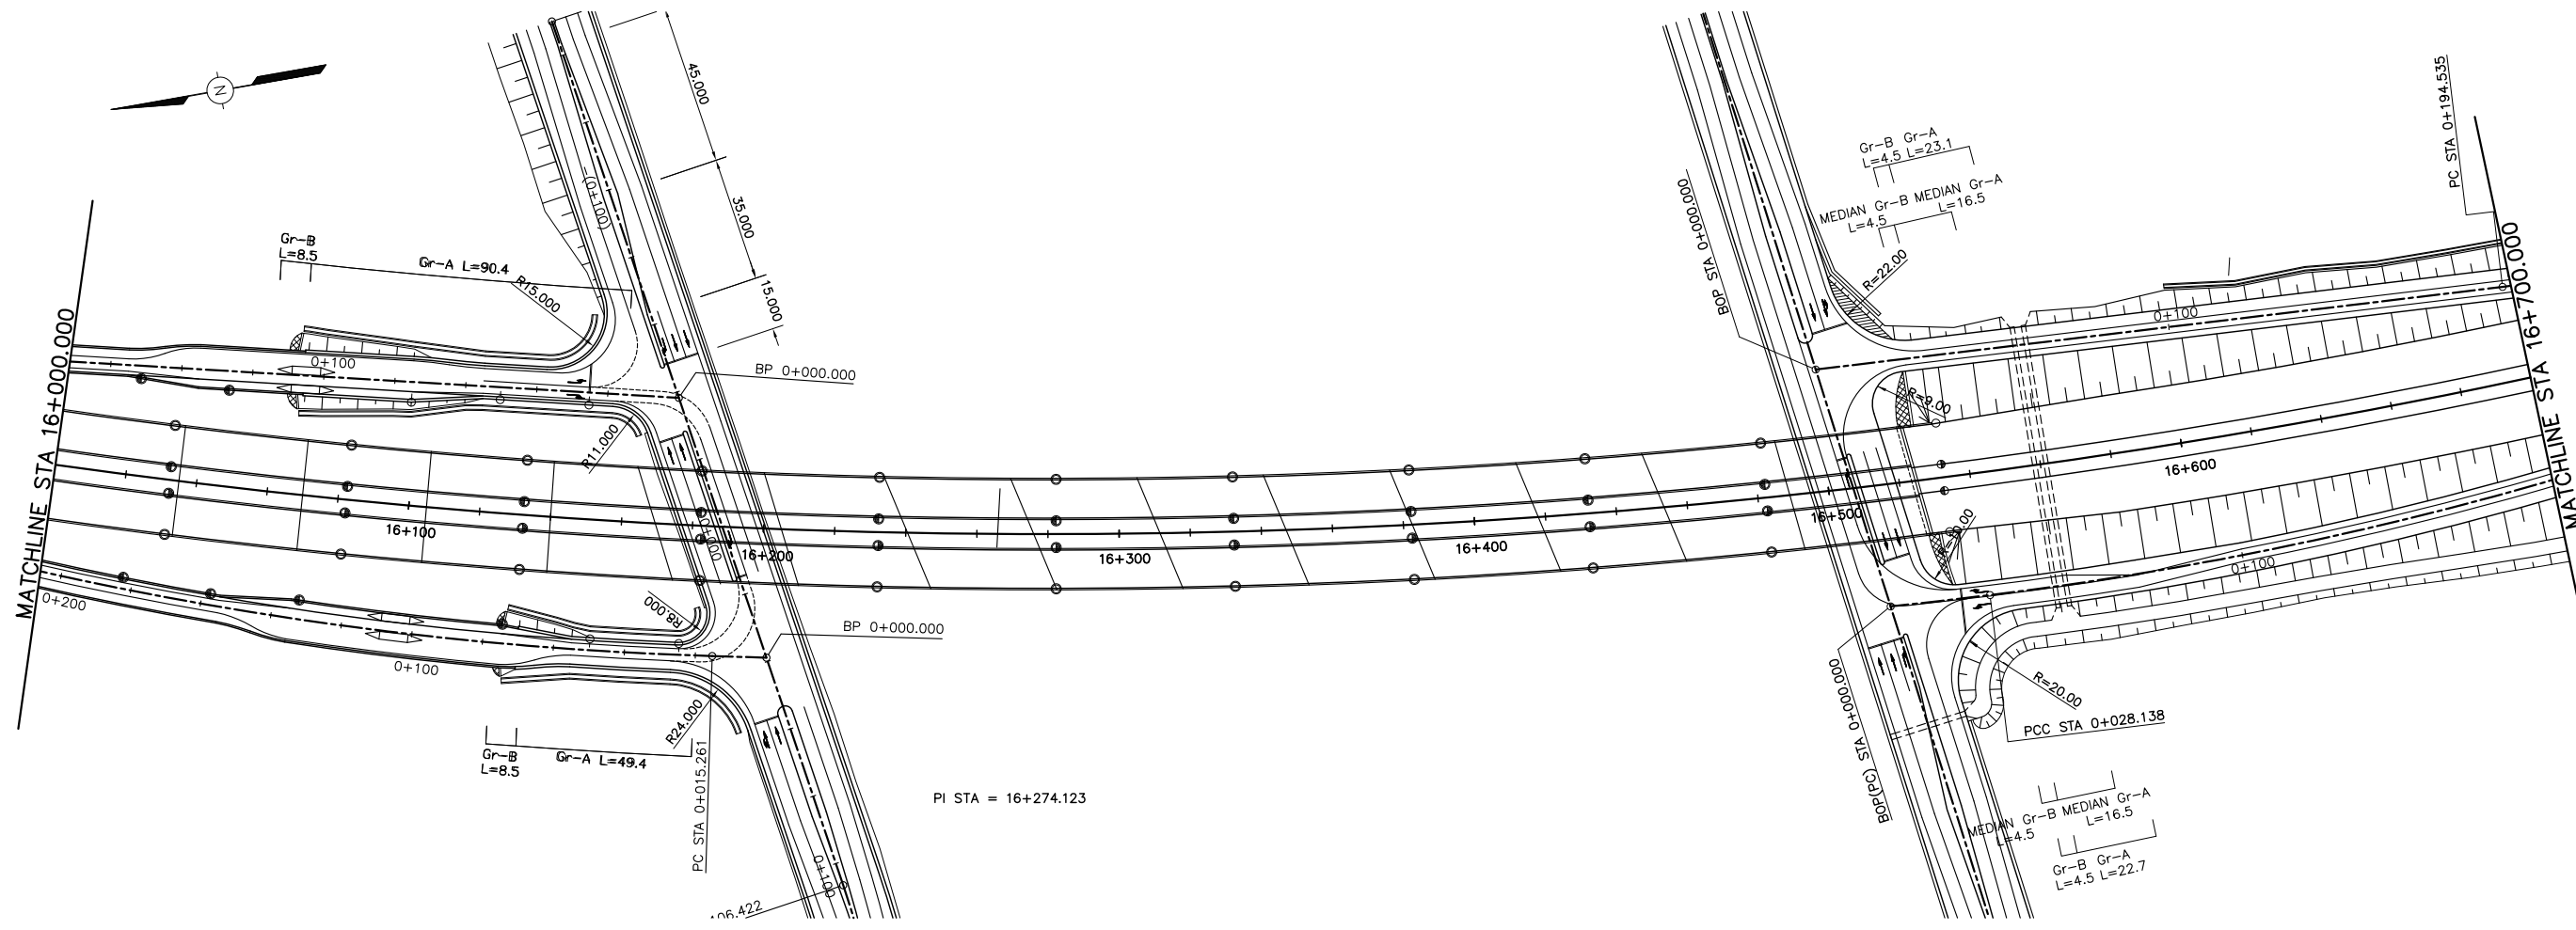 N
MATCHLINE STA 16+000.000
Gr-B
L=8.5
Gr-A L=90.4
R15.000
-(0+100)
45.000
35.000
15.000
0+100
BP 0+000.000
R11.000
16+100
0+000
16+200
16+300
16+400
16+500
16+600
0+200
0+100
R8.000
BP 0+000.000
R24.000
Gr-B
L=8.5
Gr-A L=49.4
PC STA 0+015.261
PI STA = 16+274.123
0+100
BOP STA 0+000.000
Gr-B Gr-A
L=4.5 L=23.1
MEDIAN Gr-B MEDIAN Gr-A
L=4.5 L=16.5
R=22.00
PC STA 0+194.535
0+100
R=9.00
MATCHLINE STA 16+700.000
0+100
BOP(PC) STA 0+000.000
R=20.00
PCC STA 0+028.138
MEDIAN Gr-B MEDIAN Gr-A
L=4.5 L=16.5
Gr-B Gr-A
L=4.5 L=22.7